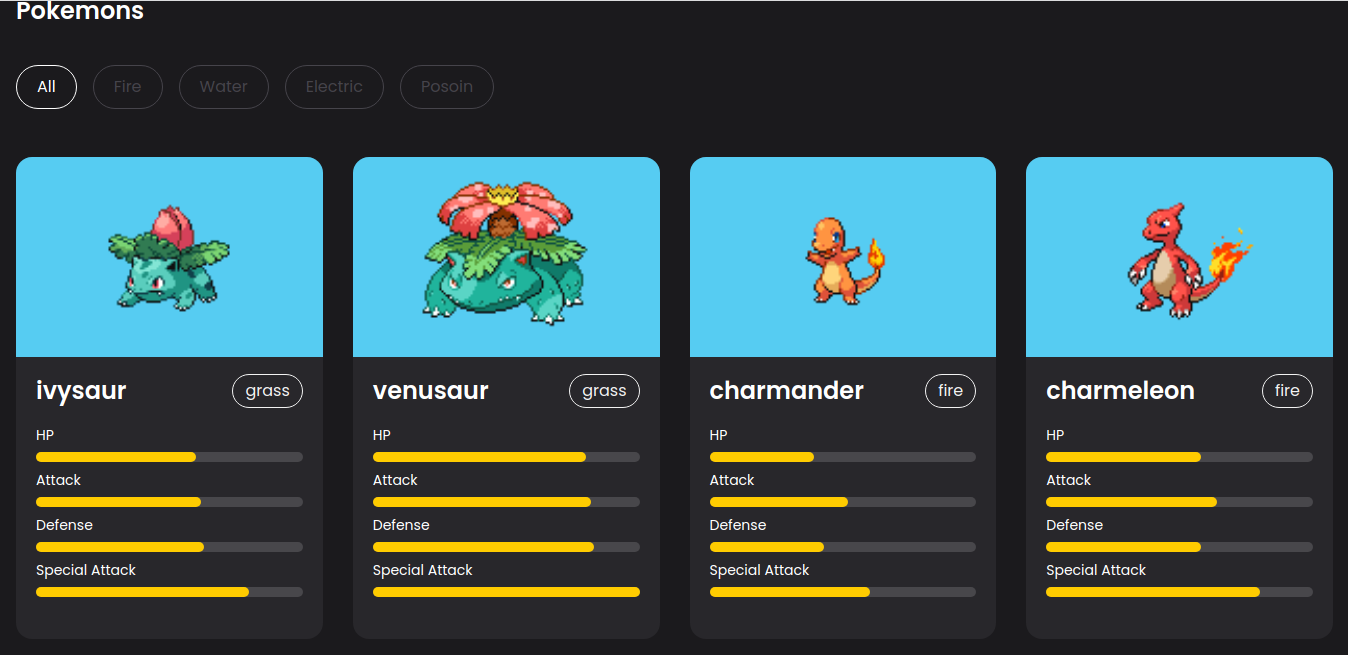 Pokemons
All Fire Water Electric Posoin
ivysaur grass
HP
Attack
Defense
Special Attack
venusaur grass
HP
Attack
Defense
Special Attack
charmander fire
HP
Attack
Defense
Special Attack
charmeleon fire
HP
Attack
Defense
Special Attack